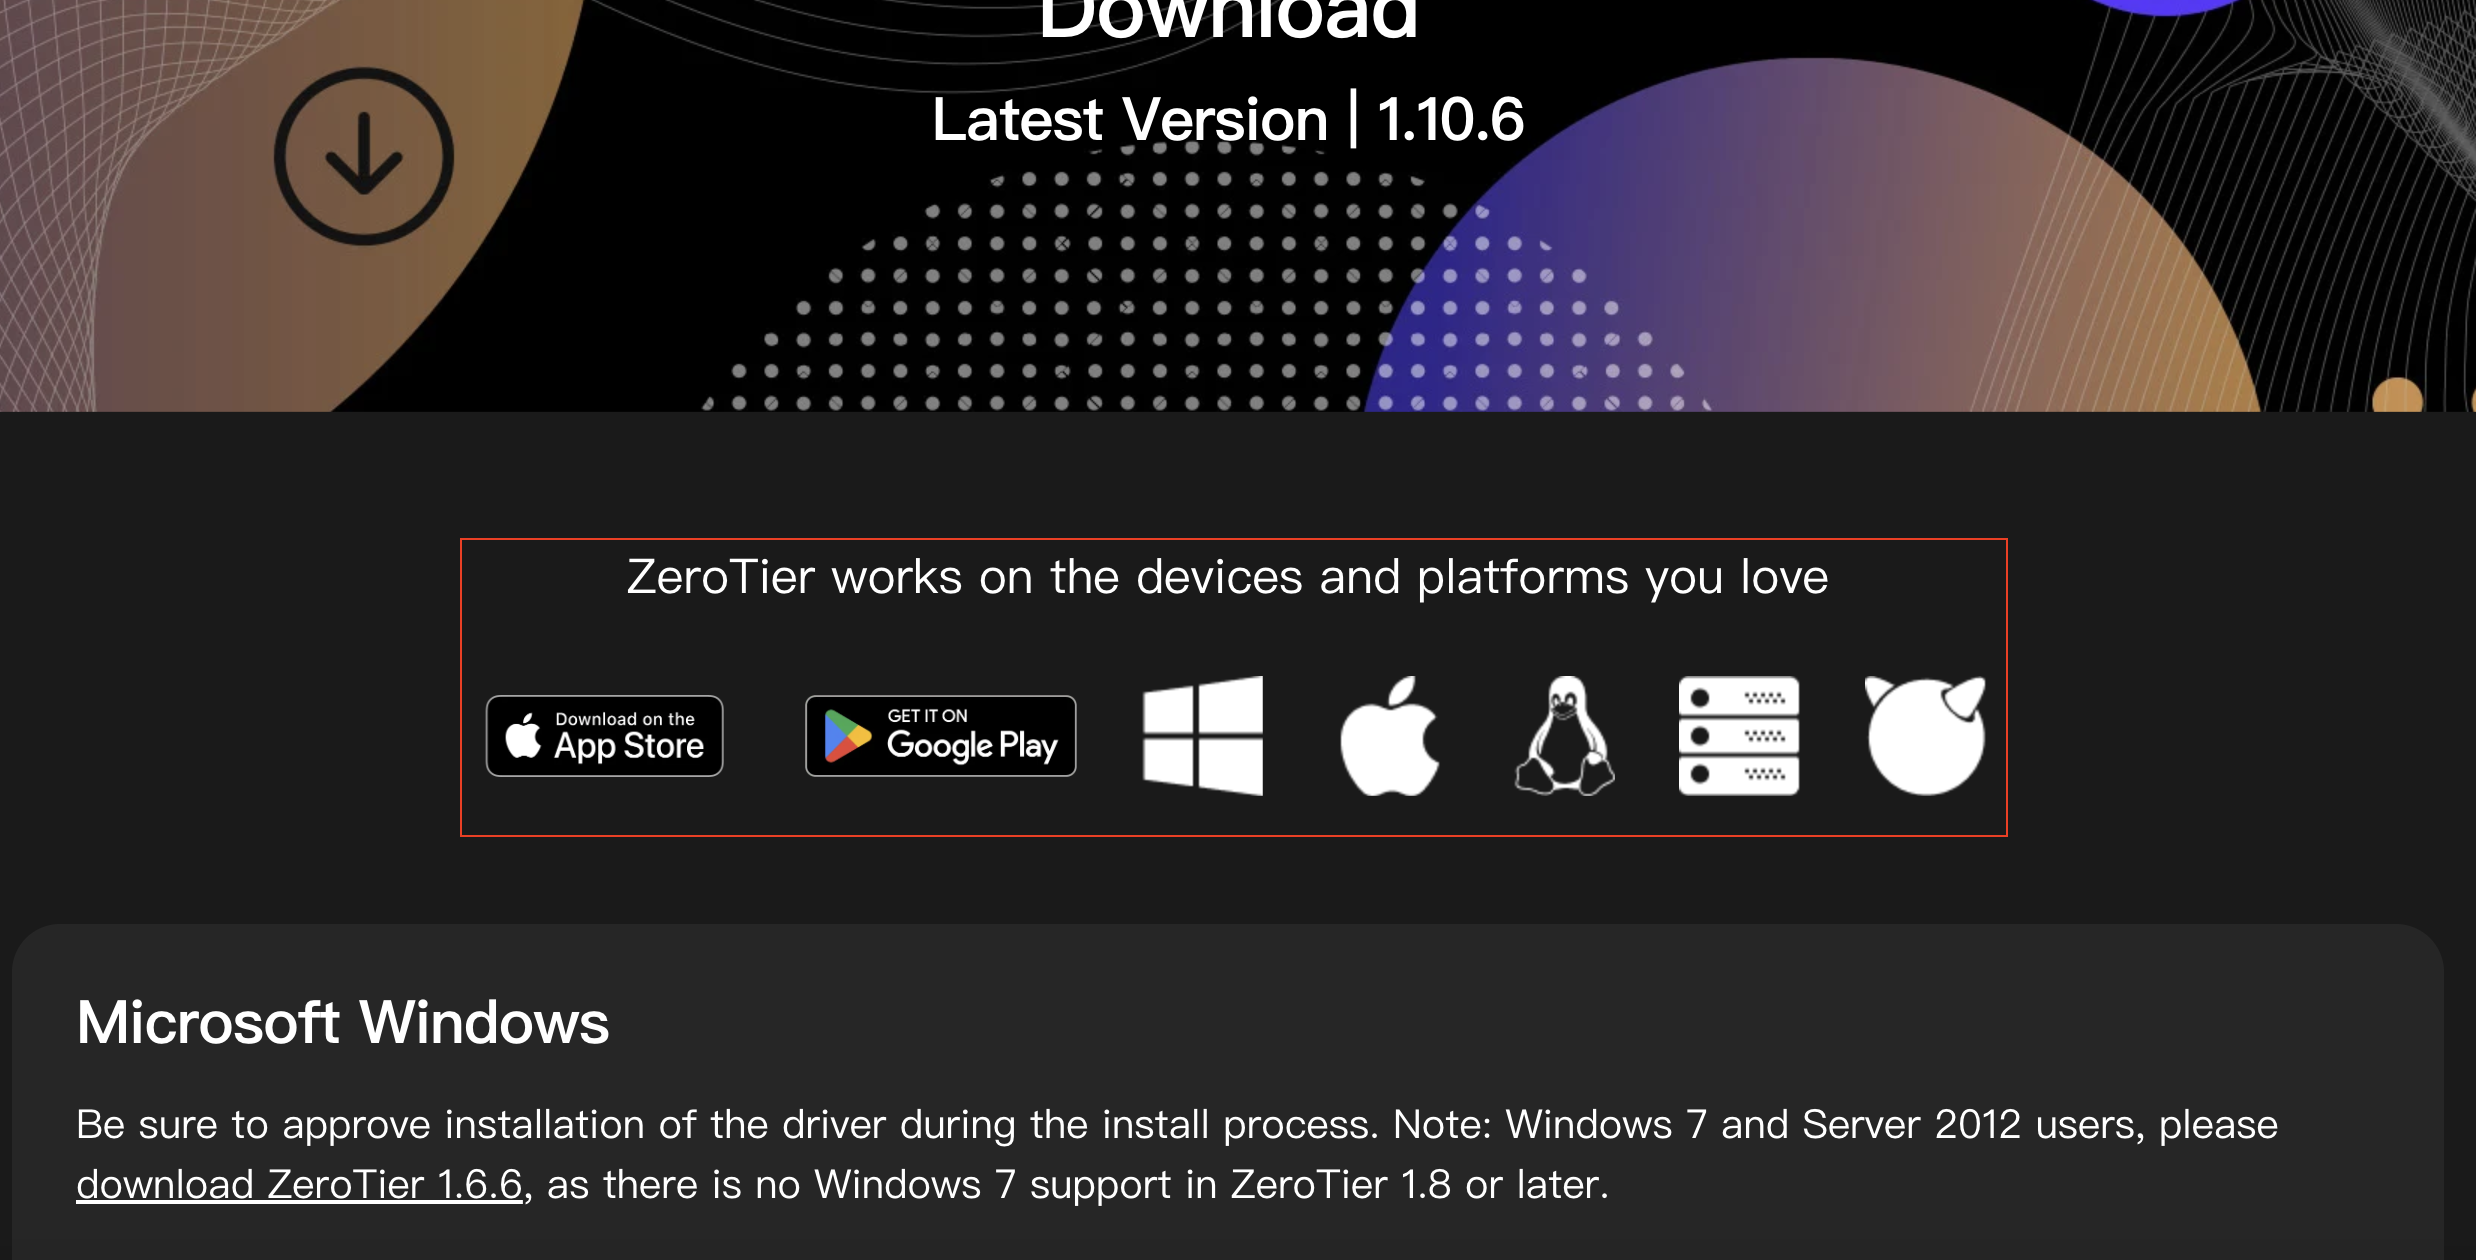 Download
Latest Version | 1.10.6
ZeroTier works on the devices and platforms you love
Download on the
App Store
GET IT ON
Google Play
Microsoft Windows
Be sure to approve installation of the driver during the install process. Note: Windows 7 and Server 2012 users, please
download ZeroTier 1.6.6, as there is no Windows 7 support in ZeroTier 1.8 or later.